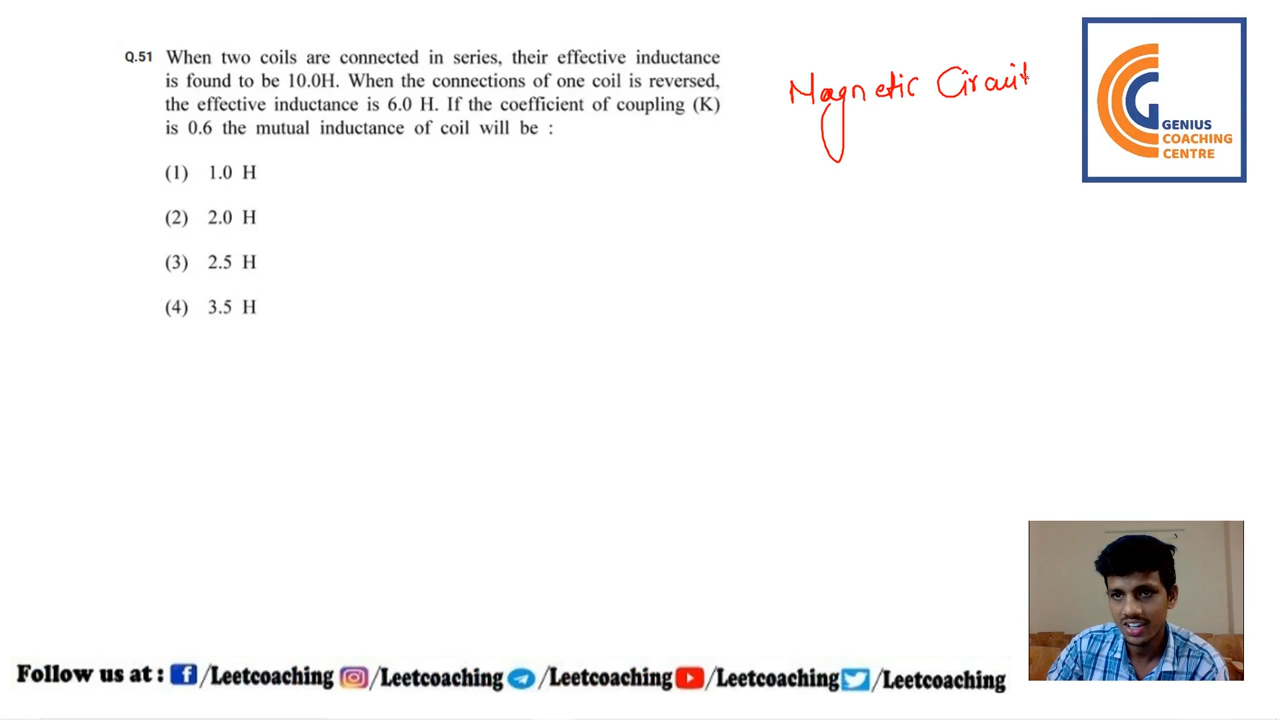 Q.51 When two coils are connected in series, their effective inductance
is found to be 10.0H. When the connections of one coil is reversed,
the effective inductance is 6.0 H. If the coefficient of coupling (K)
is 0.6 the mutual inductance of coil will be :
(1) 1.0 H
(2) 2.0 H
(3) 2.5 H
(4) 3.5 H
Magnetic Circuit
GENIUS
COACHING
CENTRE
Follow us at : /Leetcoaching /Leetcoaching /Leetcoaching /Leetcoaching /Leetcoaching